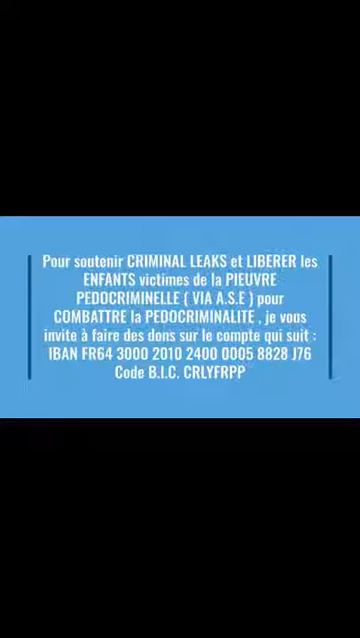 Pour soutenir CRIMINAL LEAKS et LIBERER les
ENFANTS victimes de la PIEUVRE
PEDOCRIMINELLE ( VIA A.S.E ) pour
COMBATTRE la PEDOCRIMINALITE , je vous
invite à faire des dons sur le compte qui suit :
IBAN FR64 3000 2010 2400 0005 8828 J76
Code B.I.C. CRLYFRPP